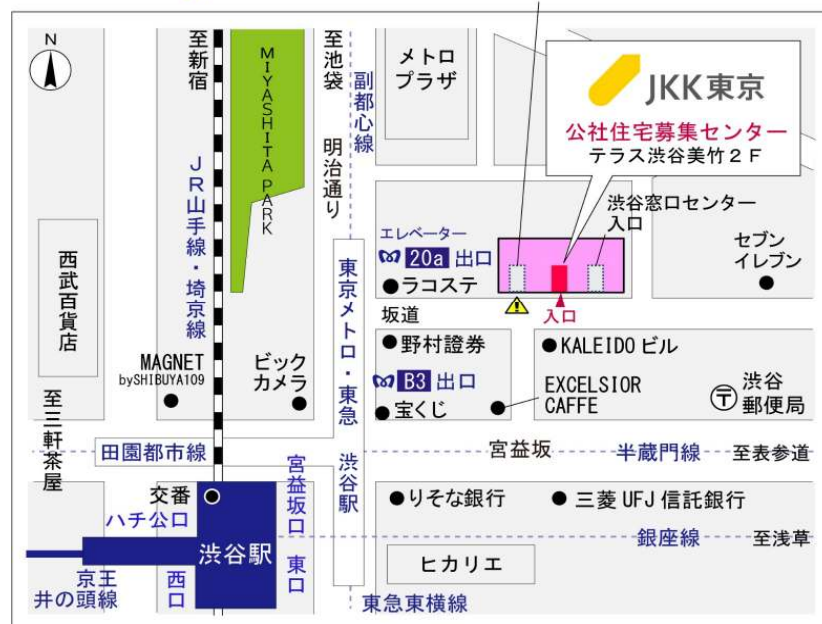 N
至新宿
MIYASHITA PARK
至池袋
副都心線
明治通り
メトロ
プラザ
JKK東京
公社住宅募集センター
テラス渋谷美竹2F
JR山手線・埼京線
渋谷窓口センター
入口
エレベーター
20a 出口
ラコステ
セブン
イレブン
西武百貨店
東京メトロ・東急 渋谷駅
坂道
入口
野村證券
KALEIDO ビル
MAGNET
bySHIBUYA109
ビック
カメラ
B3 出口
宝くじ
EXCELSIOR
CAFFE
渋谷
郵便局
至三軒茶屋
田園都市線
宮益坂
半蔵門線
至表参道
交番
ハチ公口
宮益坂口
りそな銀行
三菱UFJ信託銀行
渋谷駅
銀座線
至浅草
京王
井の頭線
西口
東口
ヒカリエ
東急東横線